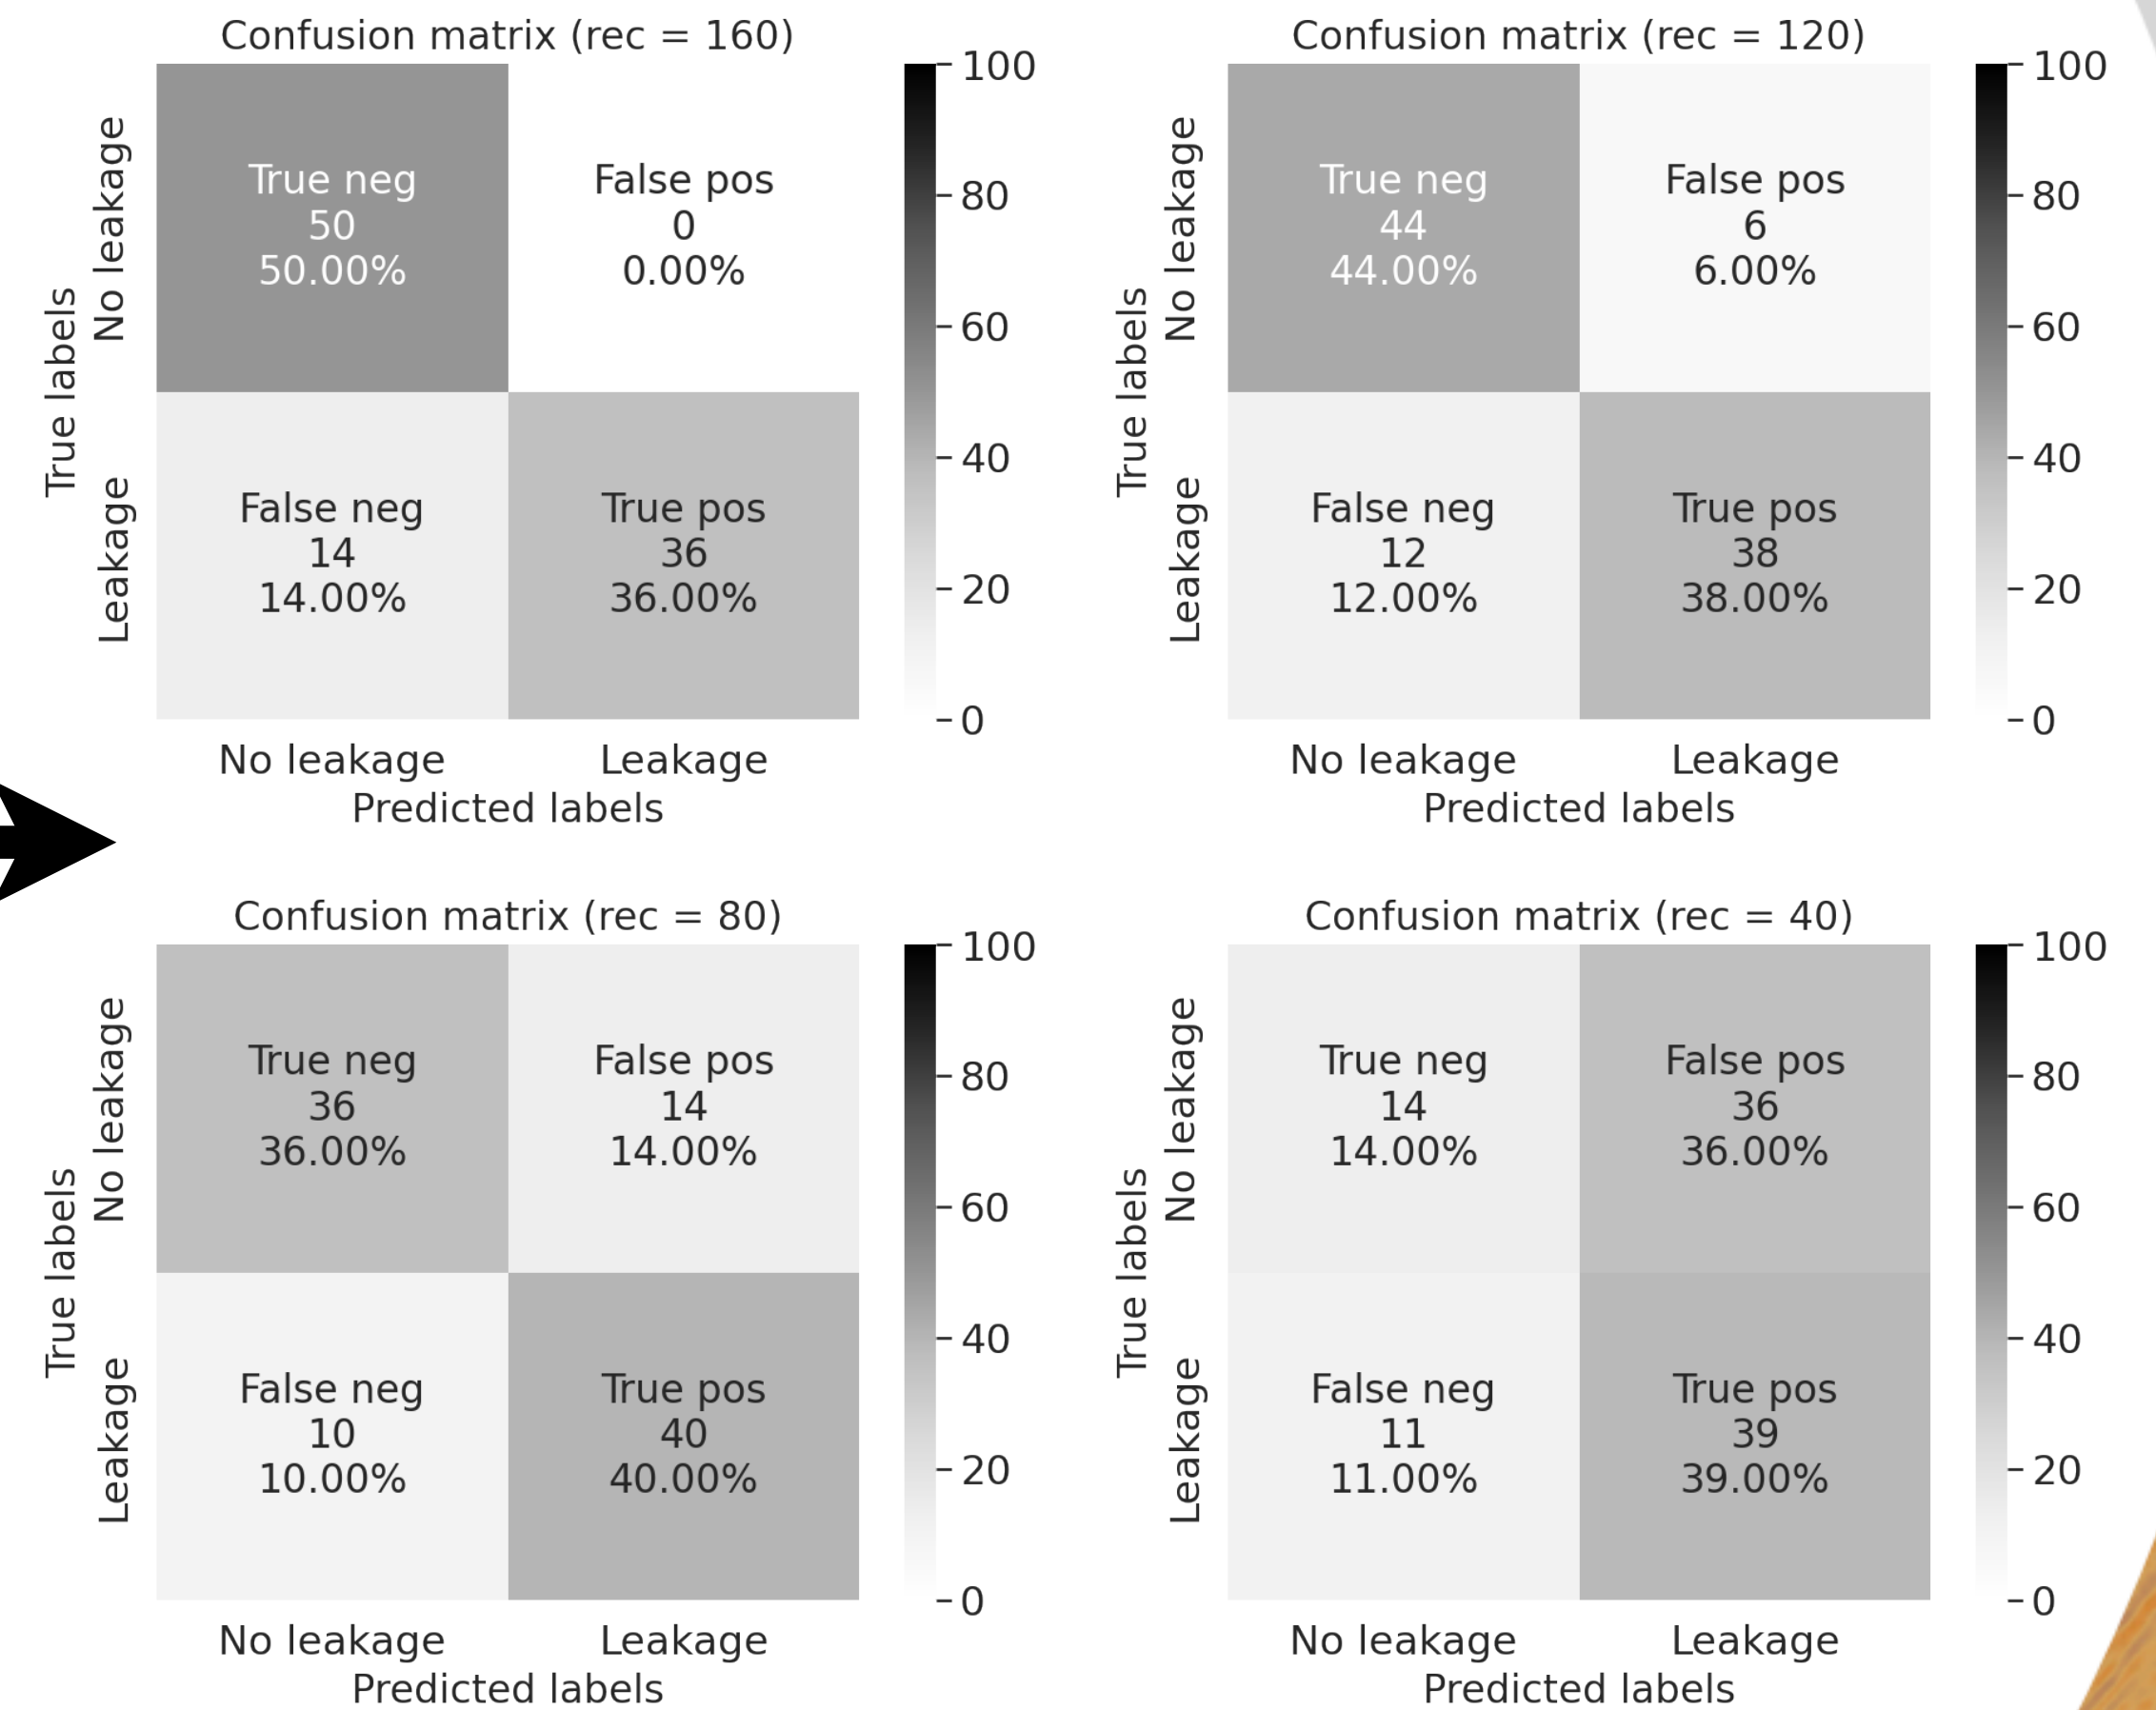 Confusion matrix (rec = 160)
True labels
No leakage
Leakage
True neg
50
50.00%
False pos
0
0.00%
False neg
14
14.00%
True pos
36
36.00%
No leakage
Leakage
Predicted labels
100
80
60
40
20
0
Confusion matrix (rec = 120)
True labels
No leakage
Leakage
True neg
44
44.00%
False pos
6
6.00%
False neg
12
12.00%
True pos
38
38.00%
No leakage
Leakage
Predicted labels
100
80
60
40
20
0
Confusion matrix (rec = 80)
True labels
No leakage
Leakage
True neg
36
36.00%
False pos
14
14.00%
False neg
10
10.00%
True pos
40
40.00%
No leakage
Leakage
Predicted labels
100
80
60
40
20
0
Confusion matrix (rec = 40)
True labels
No leakage
Leakage
True neg
14
14.00%
False pos
36
36.00%
False neg
11
11.00%
True pos
39
39.00%
No leakage
Leakage
Predicted labels
100
80
60
40
20
0